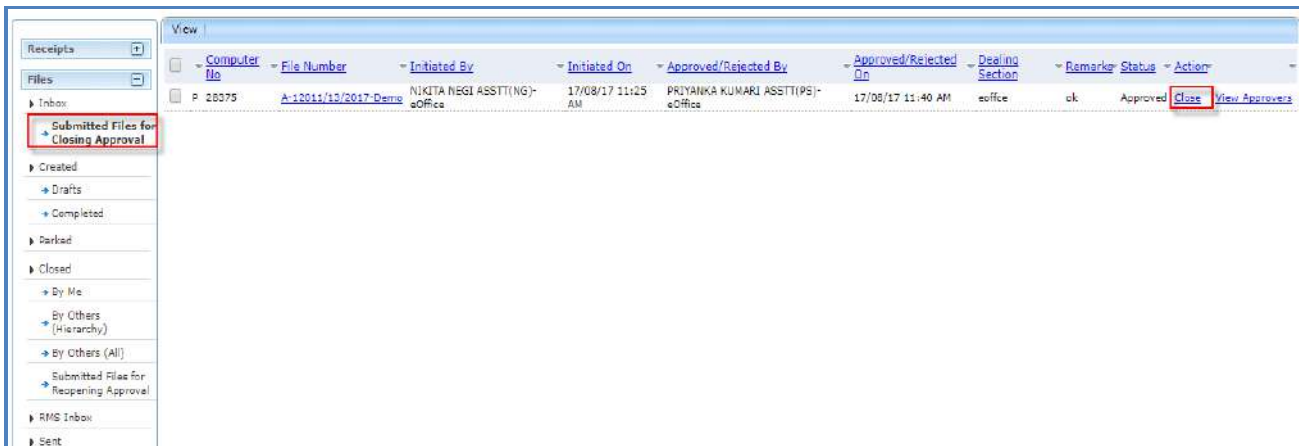 View
Receipts
Files
Inbox
Submitted Files for
Closing Approval
Created
Drafts
Completed
Parked
Closed
By Me
By Others
(Hierarchy)
By Others (All)
Submitted Files for
Reopening Approval
RMS Inbox
Sent
Computer
No
File Number
Initiated By
Initiated On
Approved/Rejected By
Approved/Rejected
On
Dealing
Section
Remarks
Status
Action
P 28375
A-12011/13/2017-Demo
NIKITA NEGI ASSTT(NG)-
eOffice
17/08/17 11:25
AM
PRIYANKA KUMARI ASSTT(PS)-
eOffice
17/08/17 11:40 AM
eoffce
ok
Approved
Close
View Approvers